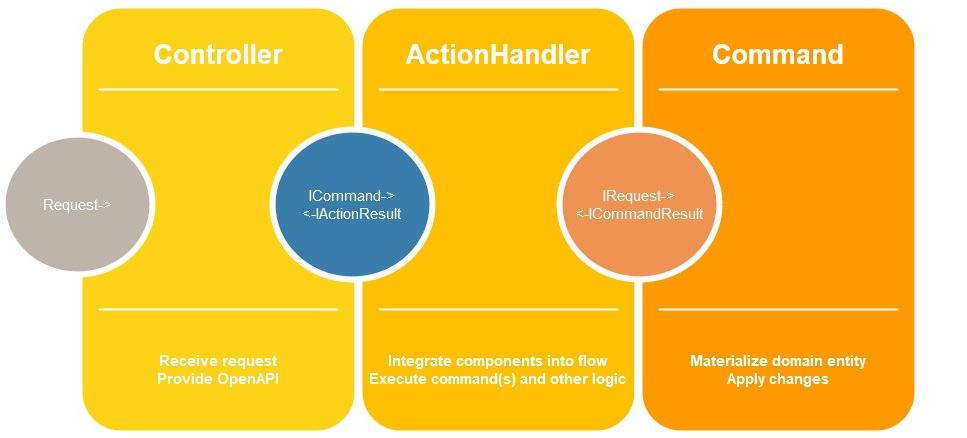 Controller
ActionHandler
Command
Request->
ICommand->
<-IActionResult
IRequest->
<-ICommandResult
Receive request
Provide OpenAPI
Integrate components into flow
Execute command(s) and other logic
Materialize domain entity
Apply changes